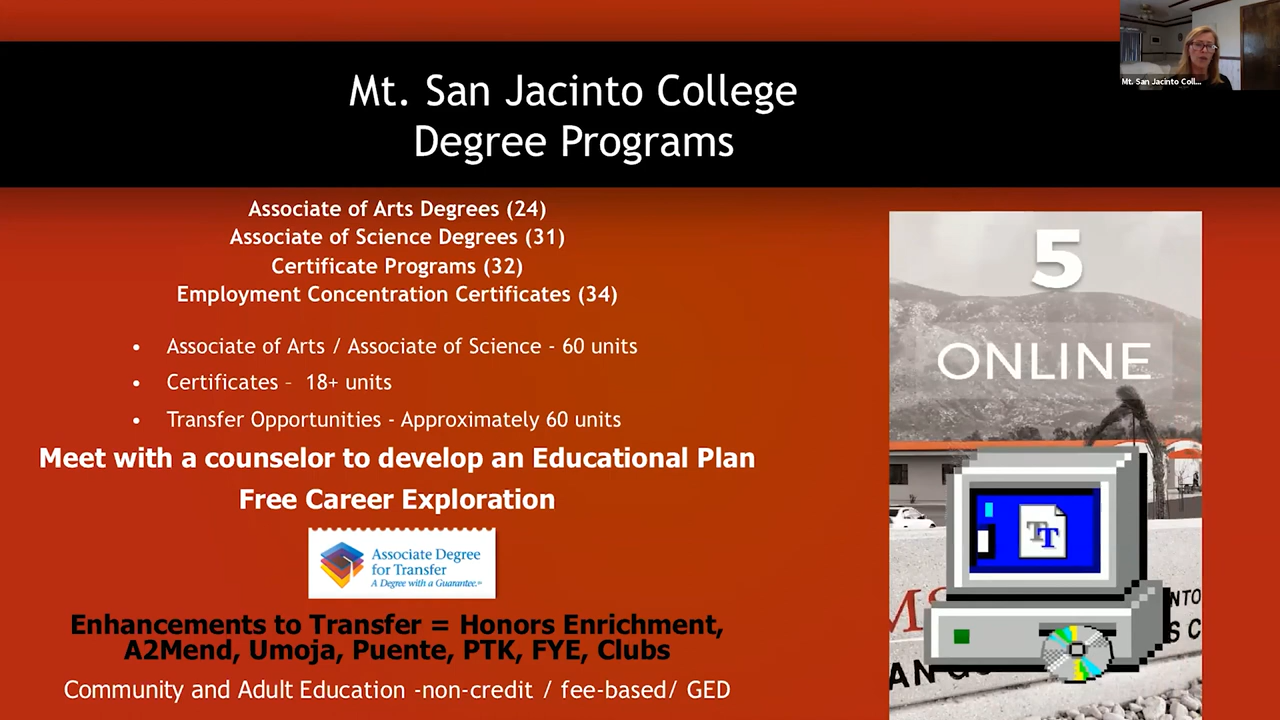 Mt. San Jacinto College
Degree Programs
Mt. San Jacinto Coll...
Associate of Arts Degrees (24)
Associate of Science Degrees (31)
Certificate Programs (32)
Employment Concentration Certificates (34)
• Associate of Arts / Associate of Science - 60 units
• Certificates – 18+ units
• Transfer Opportunities - Approximately 60 units
Meet with a counselor to develop an Educational Plan
Free Career Exploration
Associate Degree
for Transfer
A Degree with a Guarantee.℠
Enhancements to Transfer = Honors Enrichment,
A2Mend, Umoja, Puente, PTK, FYE, Clubs
Community and Adult Education -non-credit / fee-based/ GED
5
ONLINE
TT